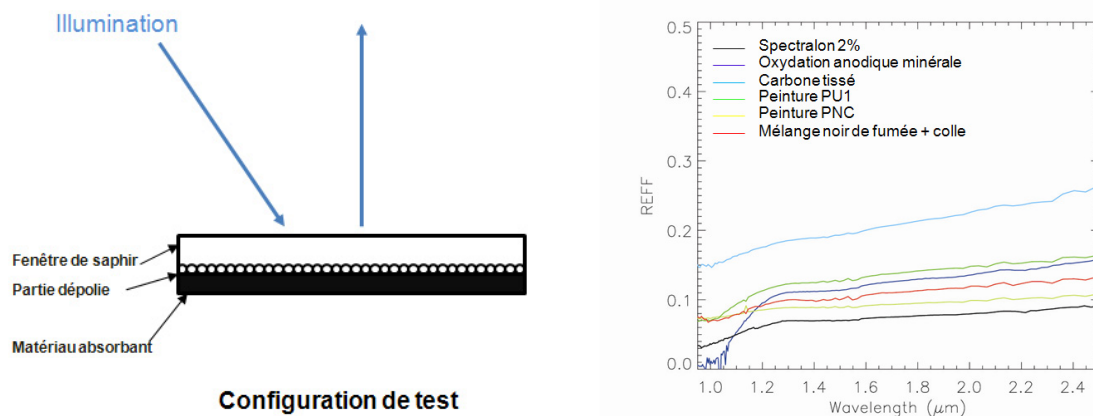 Illumination
Fenêtre de saphir
Partie dépolie
Matériau absorbant
Configuration de test
0.5
0.4
0.3
0.2
0.1
0.0
REFF
Spectralon 2%
Oxydation anodique minérale
Carbone tissé
Peinture PU1
Peinture PNC
Mélange noir de fumée + colle
1.0 1.2 1.4 1.6 1.8 2.0 2.2 2.4
Wavelength (μm)